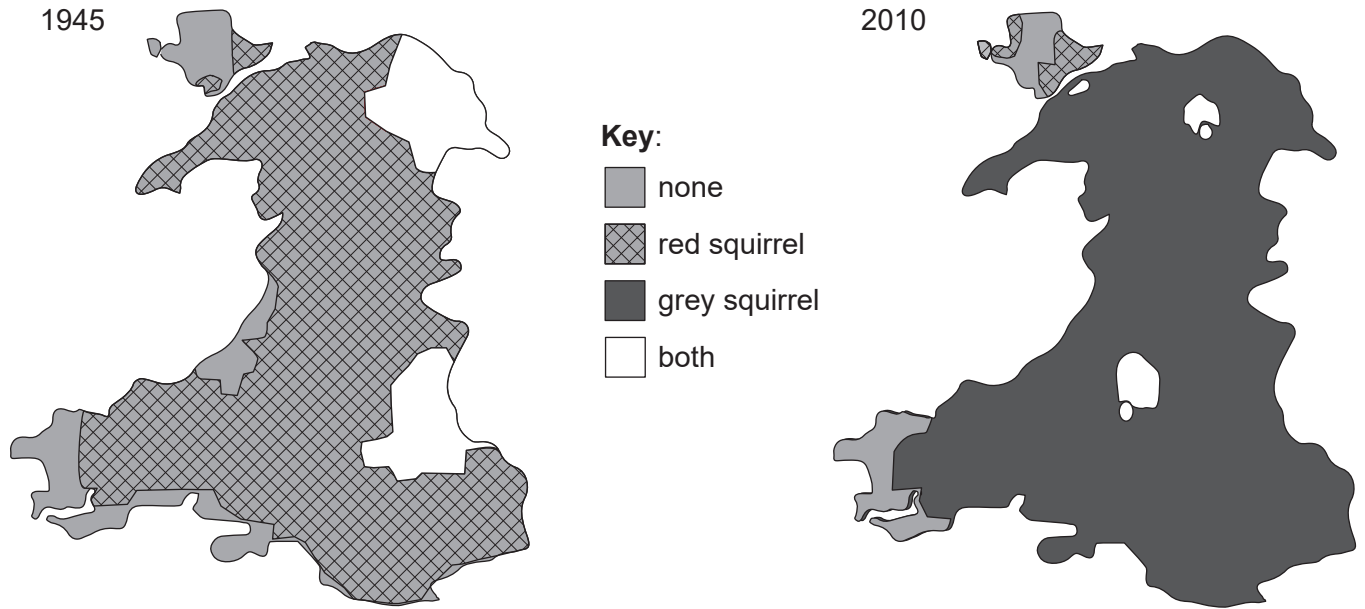 1945
2010
Key:
none
red squirrel
grey squirrel
both